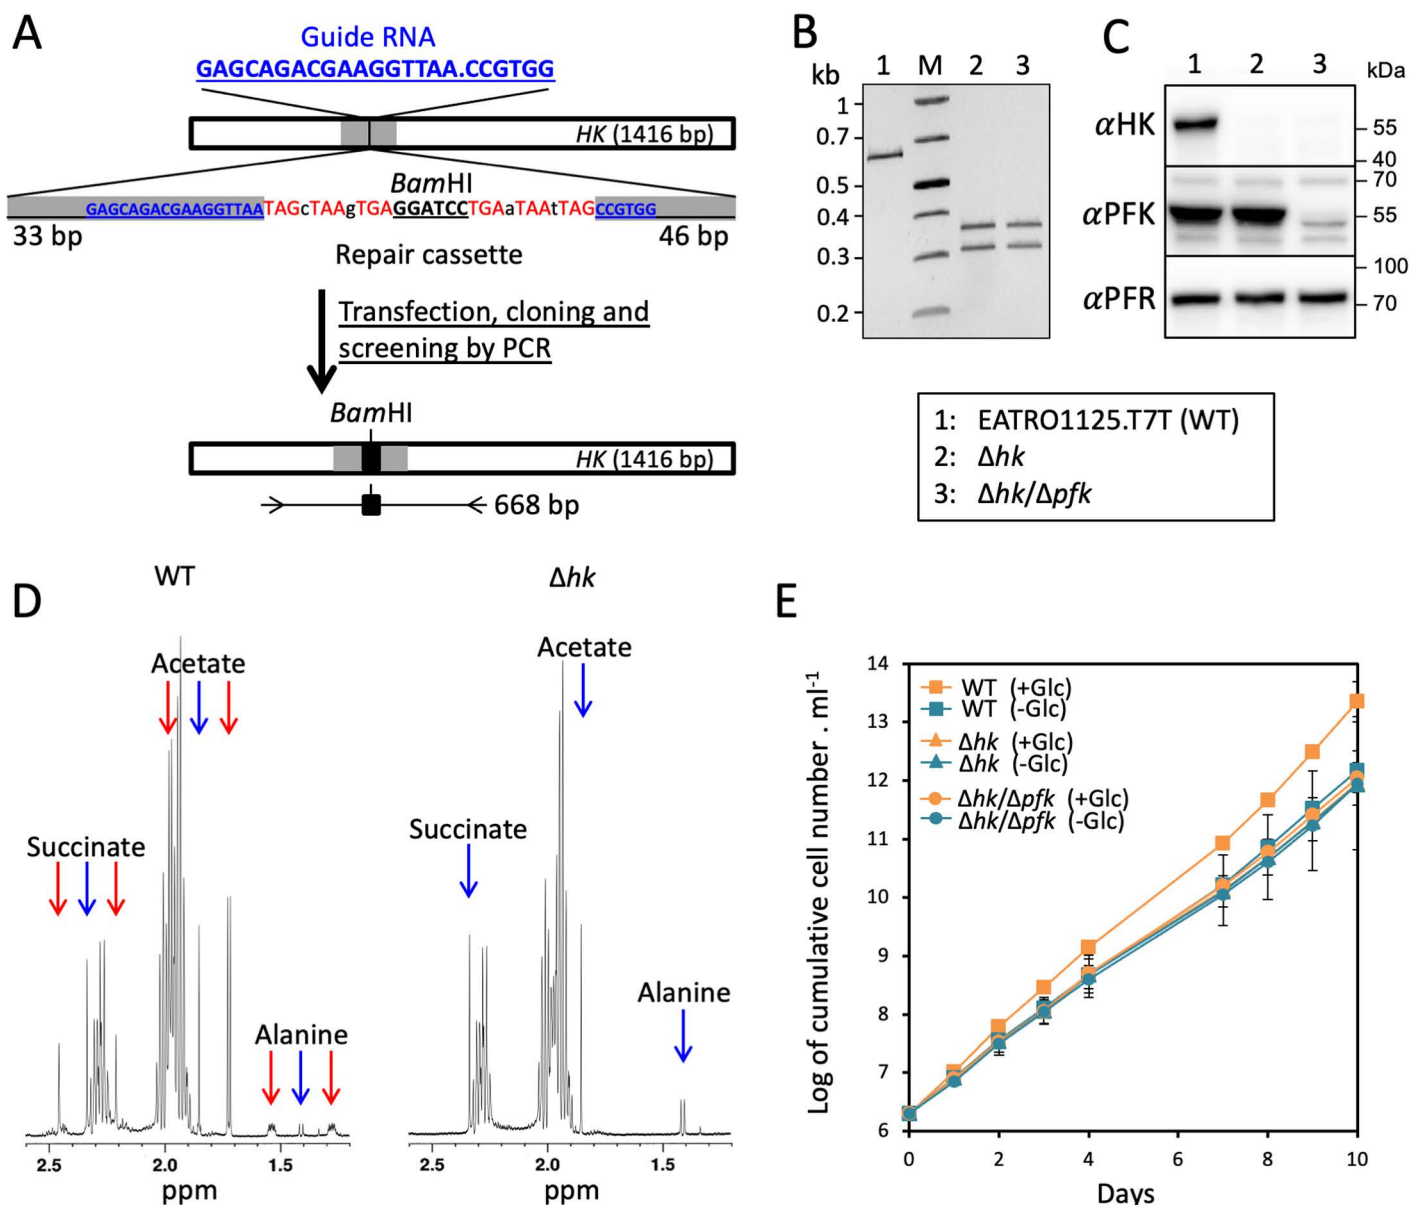 A
Guide RNA
GAGCAGACGAAGGTTAA.CCGTGG
HK (1416 bp)
BamHI
GAGCAGACGAAGGTTAATAGcTAAgTGAGGATCCTGAaTAAtTAGCCGTGG
33 bp
46 bp
Repair cassette
Transfection, cloning and
screening by PCR
BamHI
HK (1416 bp)
668 bp
B
kb
1 M 2 3
1
0.7
0.5
0.4
0.3
0.2
C
1 2 3
kDa
αHK
55
40
αPFK
70
55
αPFR
100
70
1: EATRO1125.T7T (WT)
2: Δhk
3: Δhk/Δpfk
D
WT
Acetate
Succinate
Alanine
2.5 2.0 1.5
ppm
Δhk
Acetate
Succinate
Alanine
2.5 2.0 1.5
ppm
E
Log of cumulative cell number . ml-1
14
13
12
11
10
9
8
7
6
WT (+Glc)
WT (-Glc)
Δhk (+Glc)
Δhk (-Glc)
Δhk/Δpfk (+Glc)
Δhk/Δpfk (-Glc)
0 2 4 6 8 10
Days